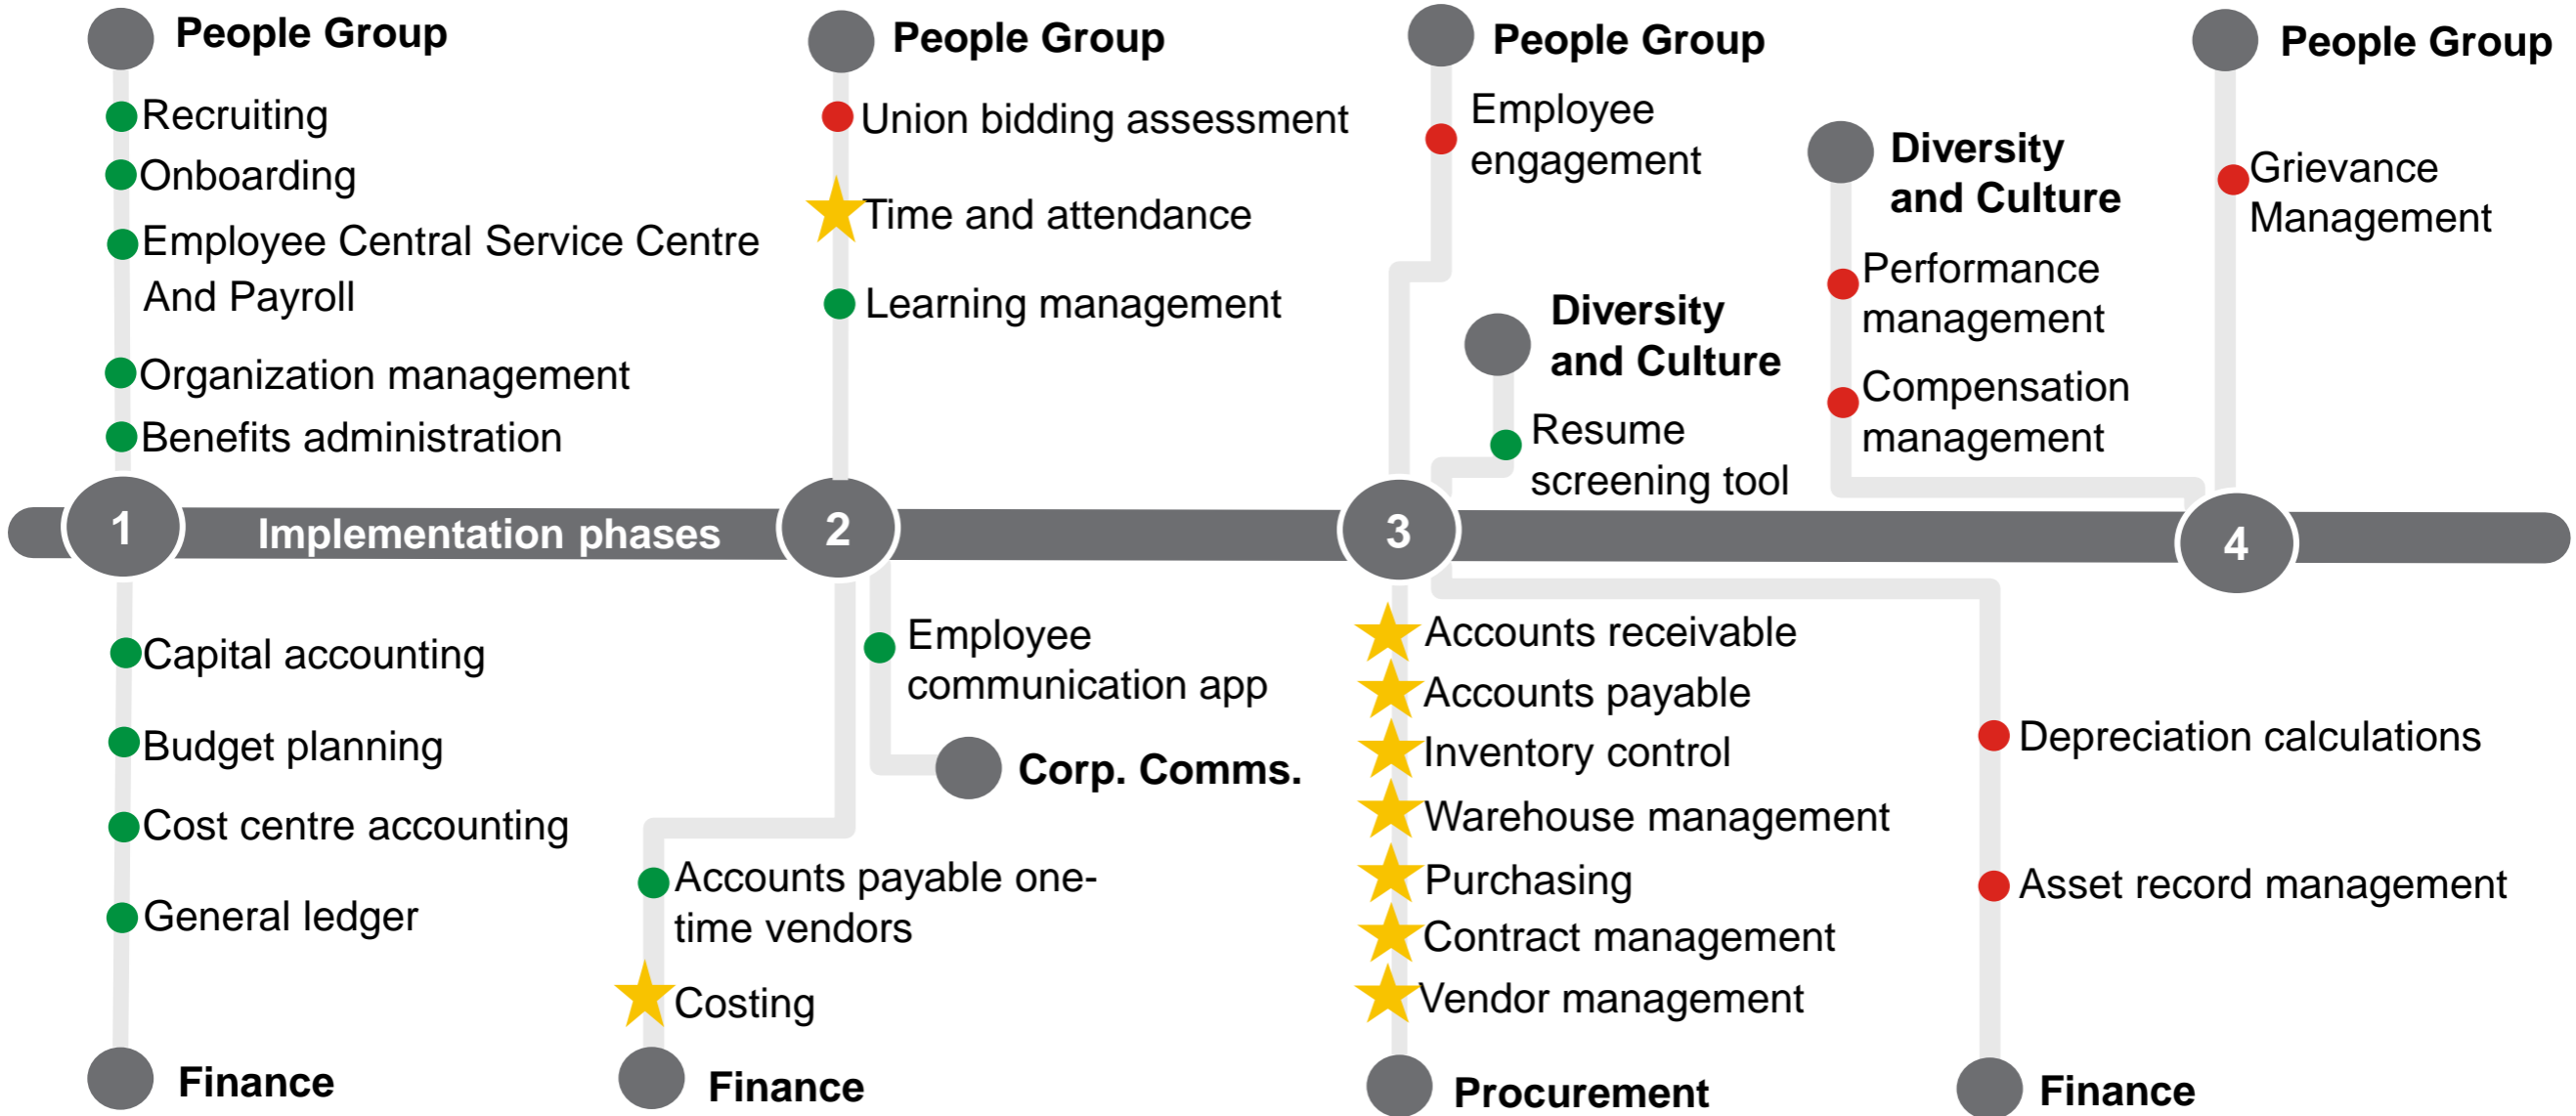 People Group
Recruiting
Onboarding
Employee Central Service Centre
And Payroll
Organization management
Benefits administration
People Group
Union bidding assessment
Time and attendance
Learning management
People Group
Employee
engagement
Diversity
and Culture
Resume
screening tool
Diversity
and Culture
Performance
management
Compensation
management
People Group
Grievance
Management
1
Implementation phases
2
3
4
Capital accounting
Budget planning
Cost centre accounting
General ledger
Finance
Employee
communication app
Corp. Comms.
Accounts payable one-
time vendors
Costing
Finance
Accounts receivable
Accounts payable
Inventory control
Warehouse management
Purchasing
Contract management
Vendor management
Procurement
Depreciation calculations
Asset record management
Finance